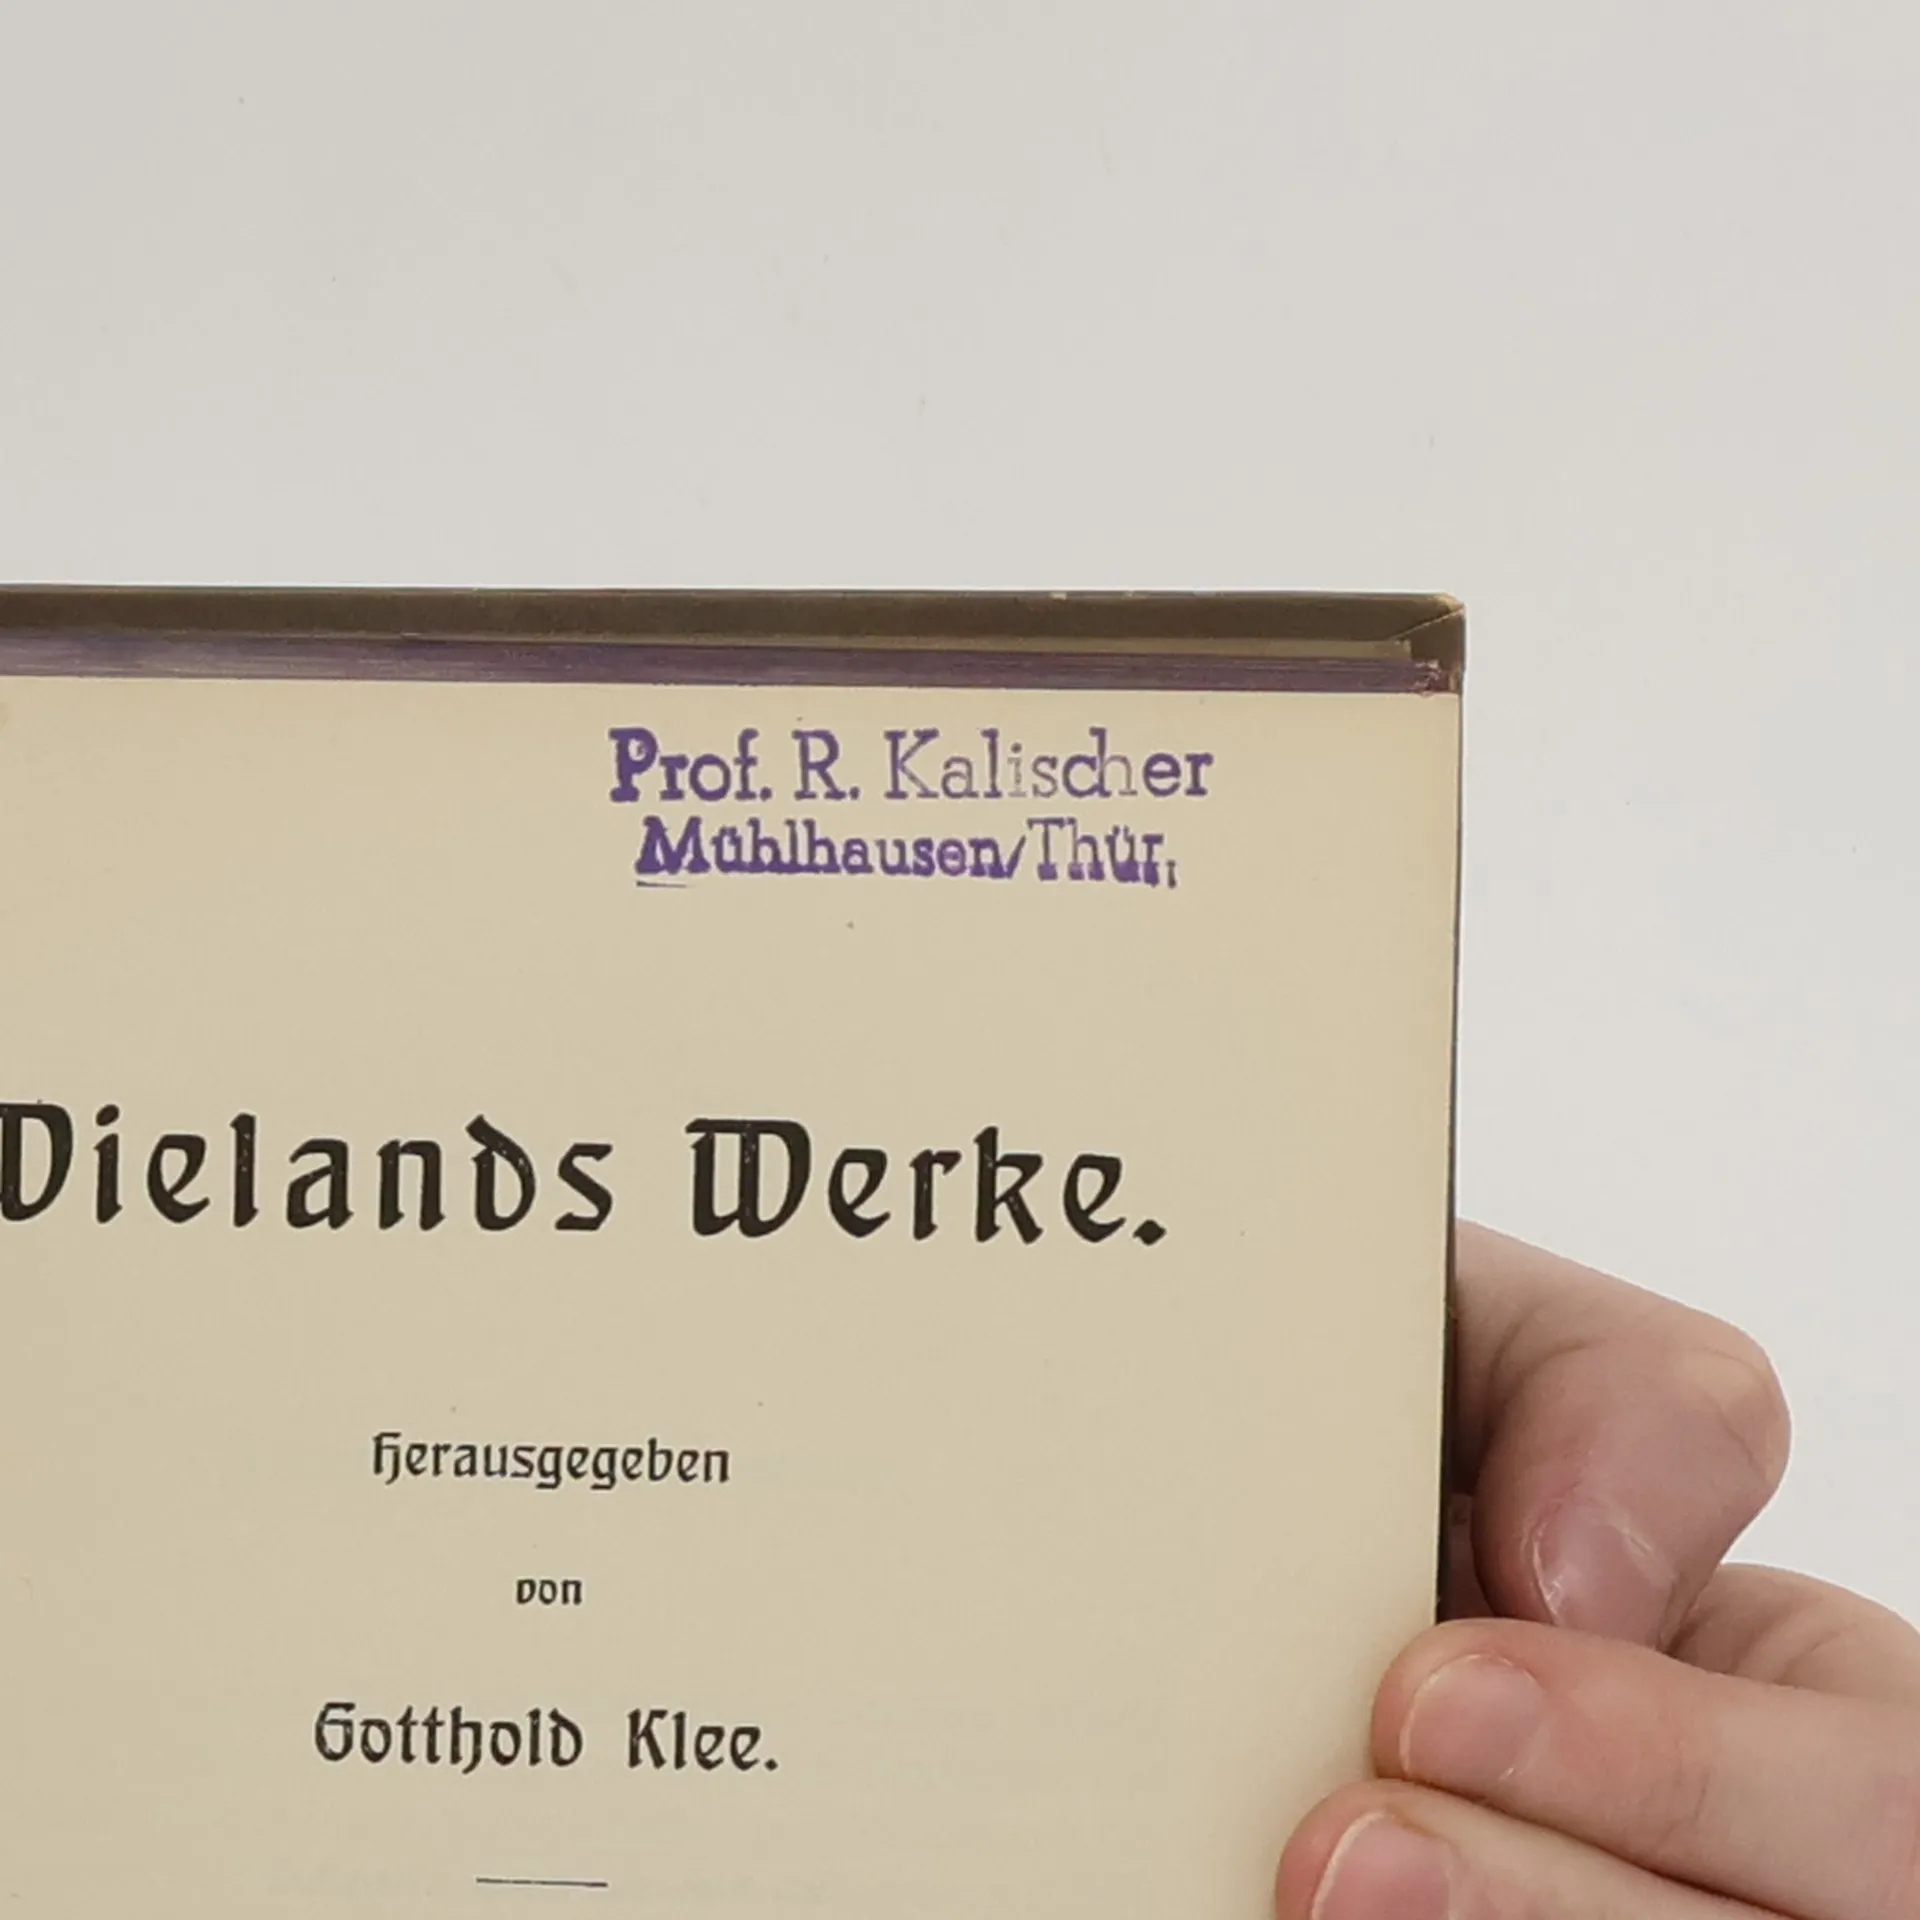 Prof. R. Kalischer
Mühlhausen/Thür.
Wielands Werke.
Herausgegeben
von
Gotthold Klee.